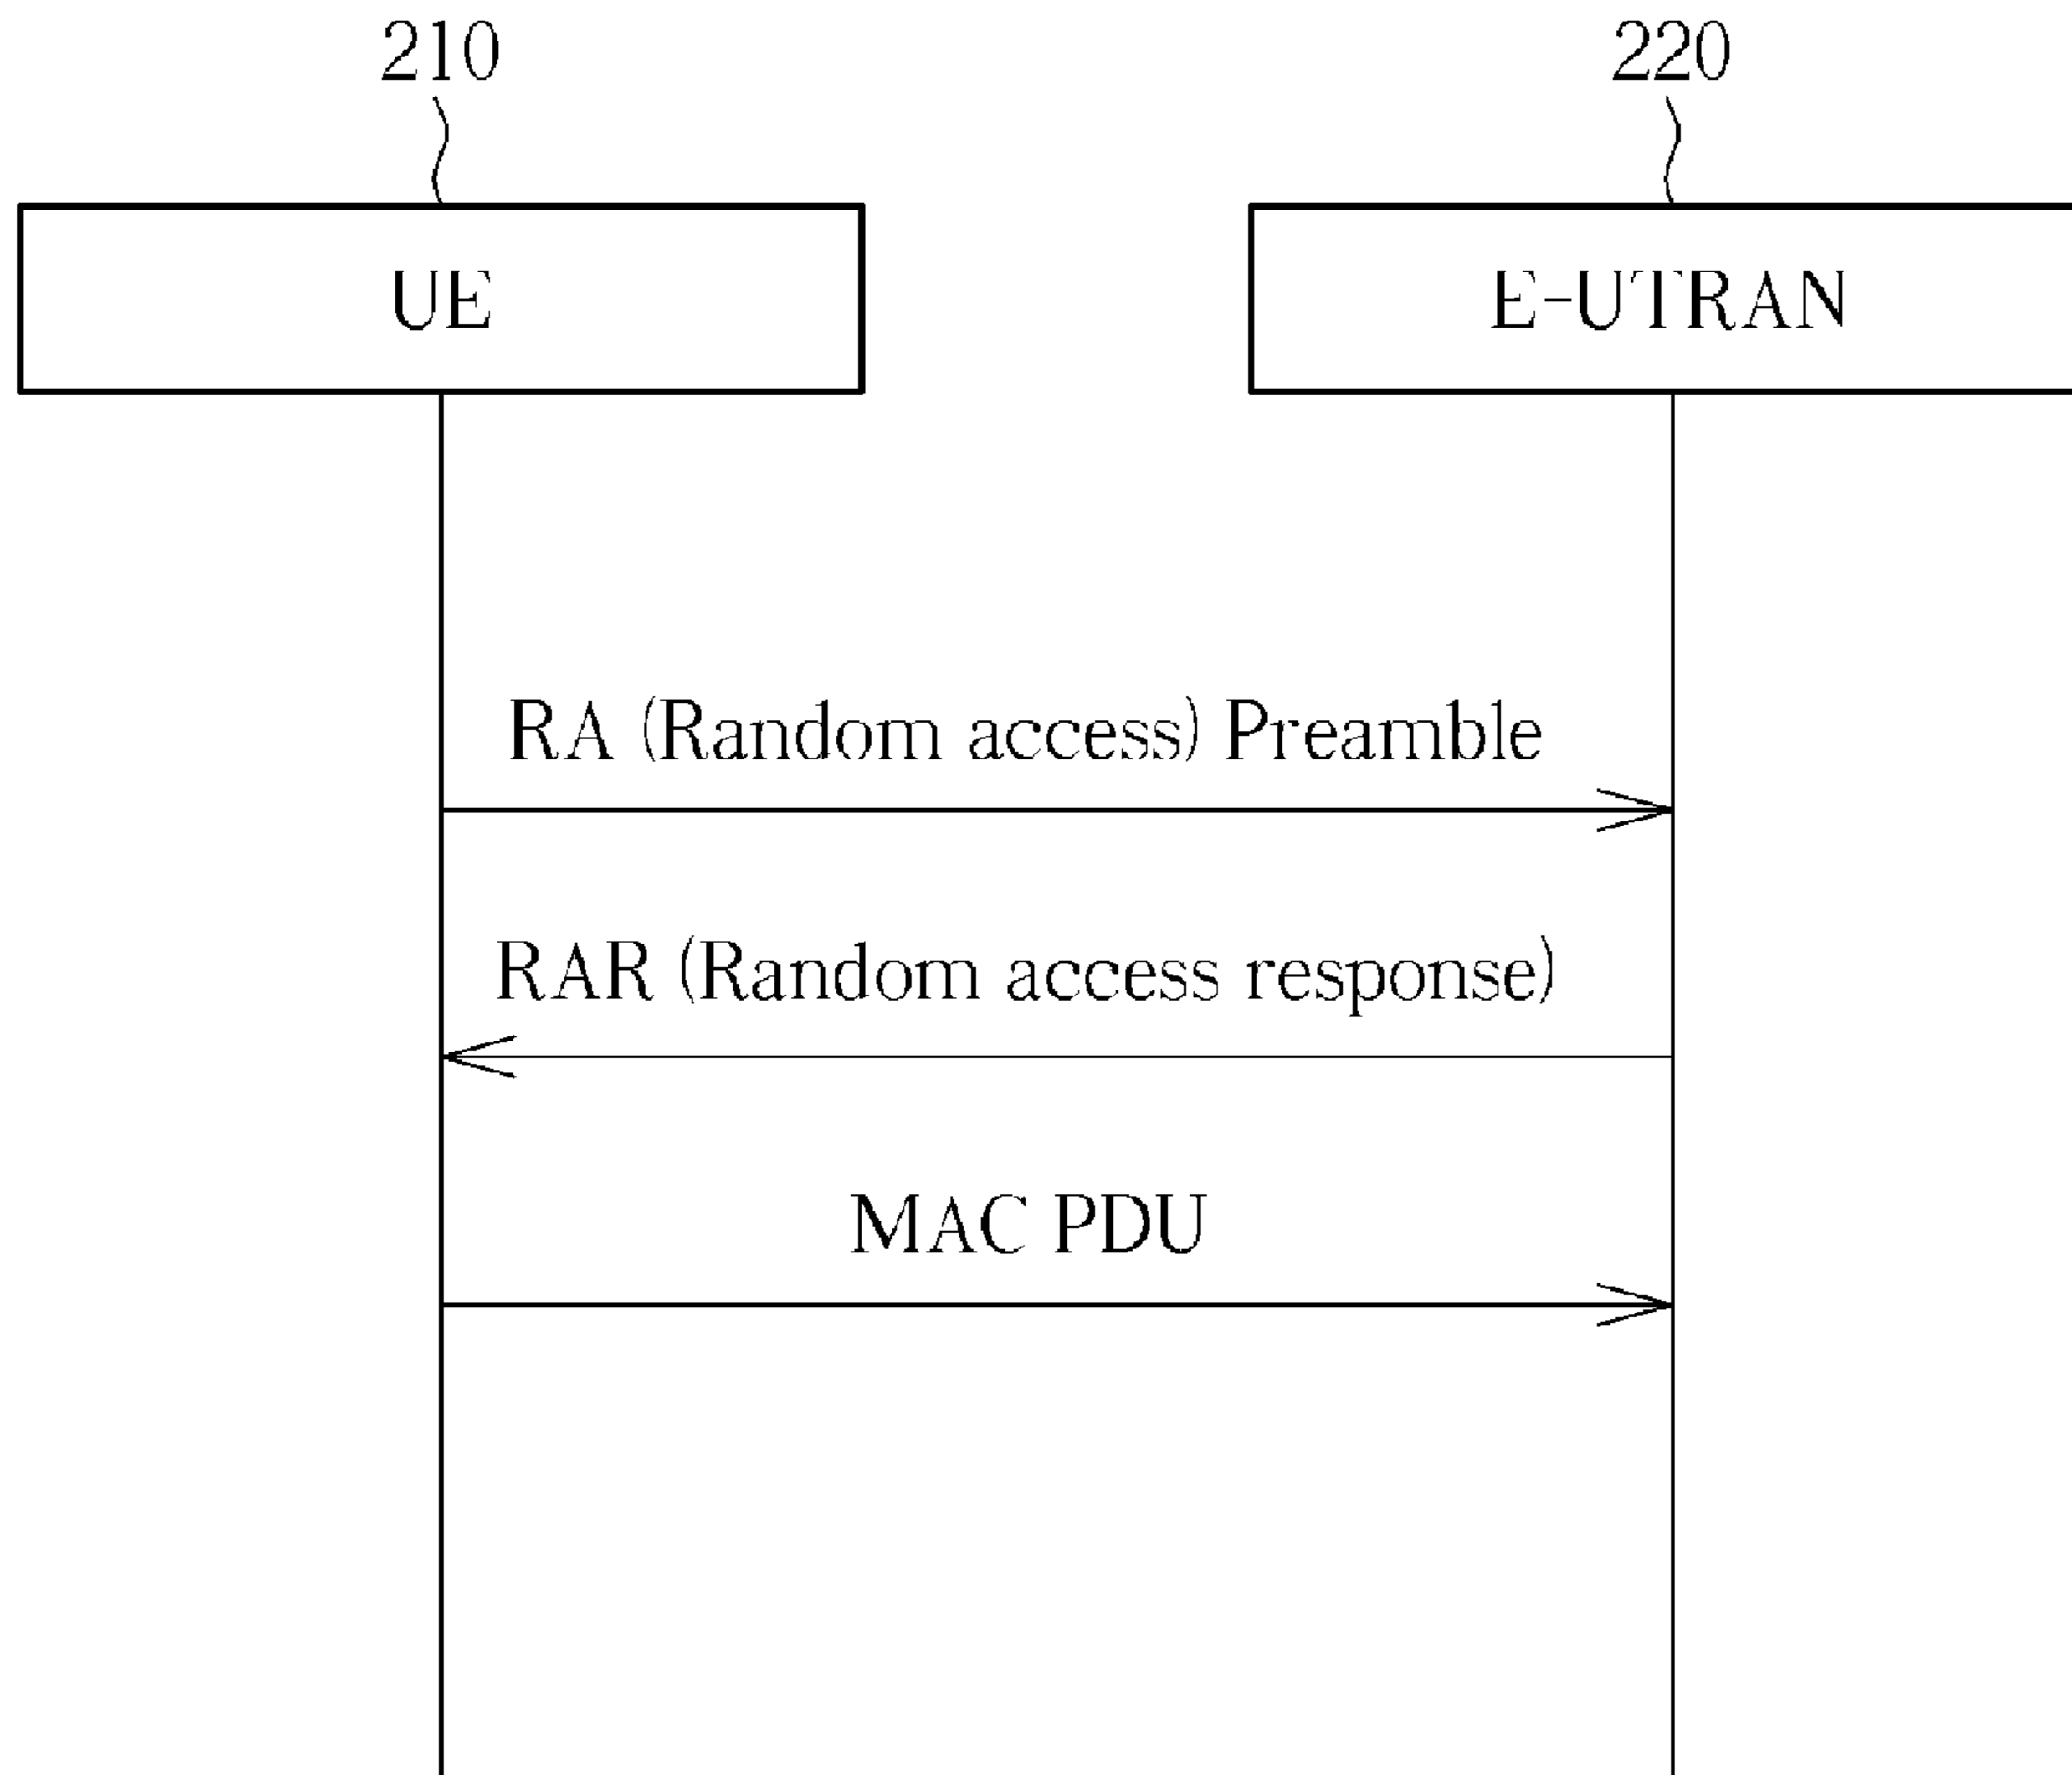 210
220
UE
E-UTRAN
RA (Random access) Preamble
RAR (Random access response)
MAC PDU